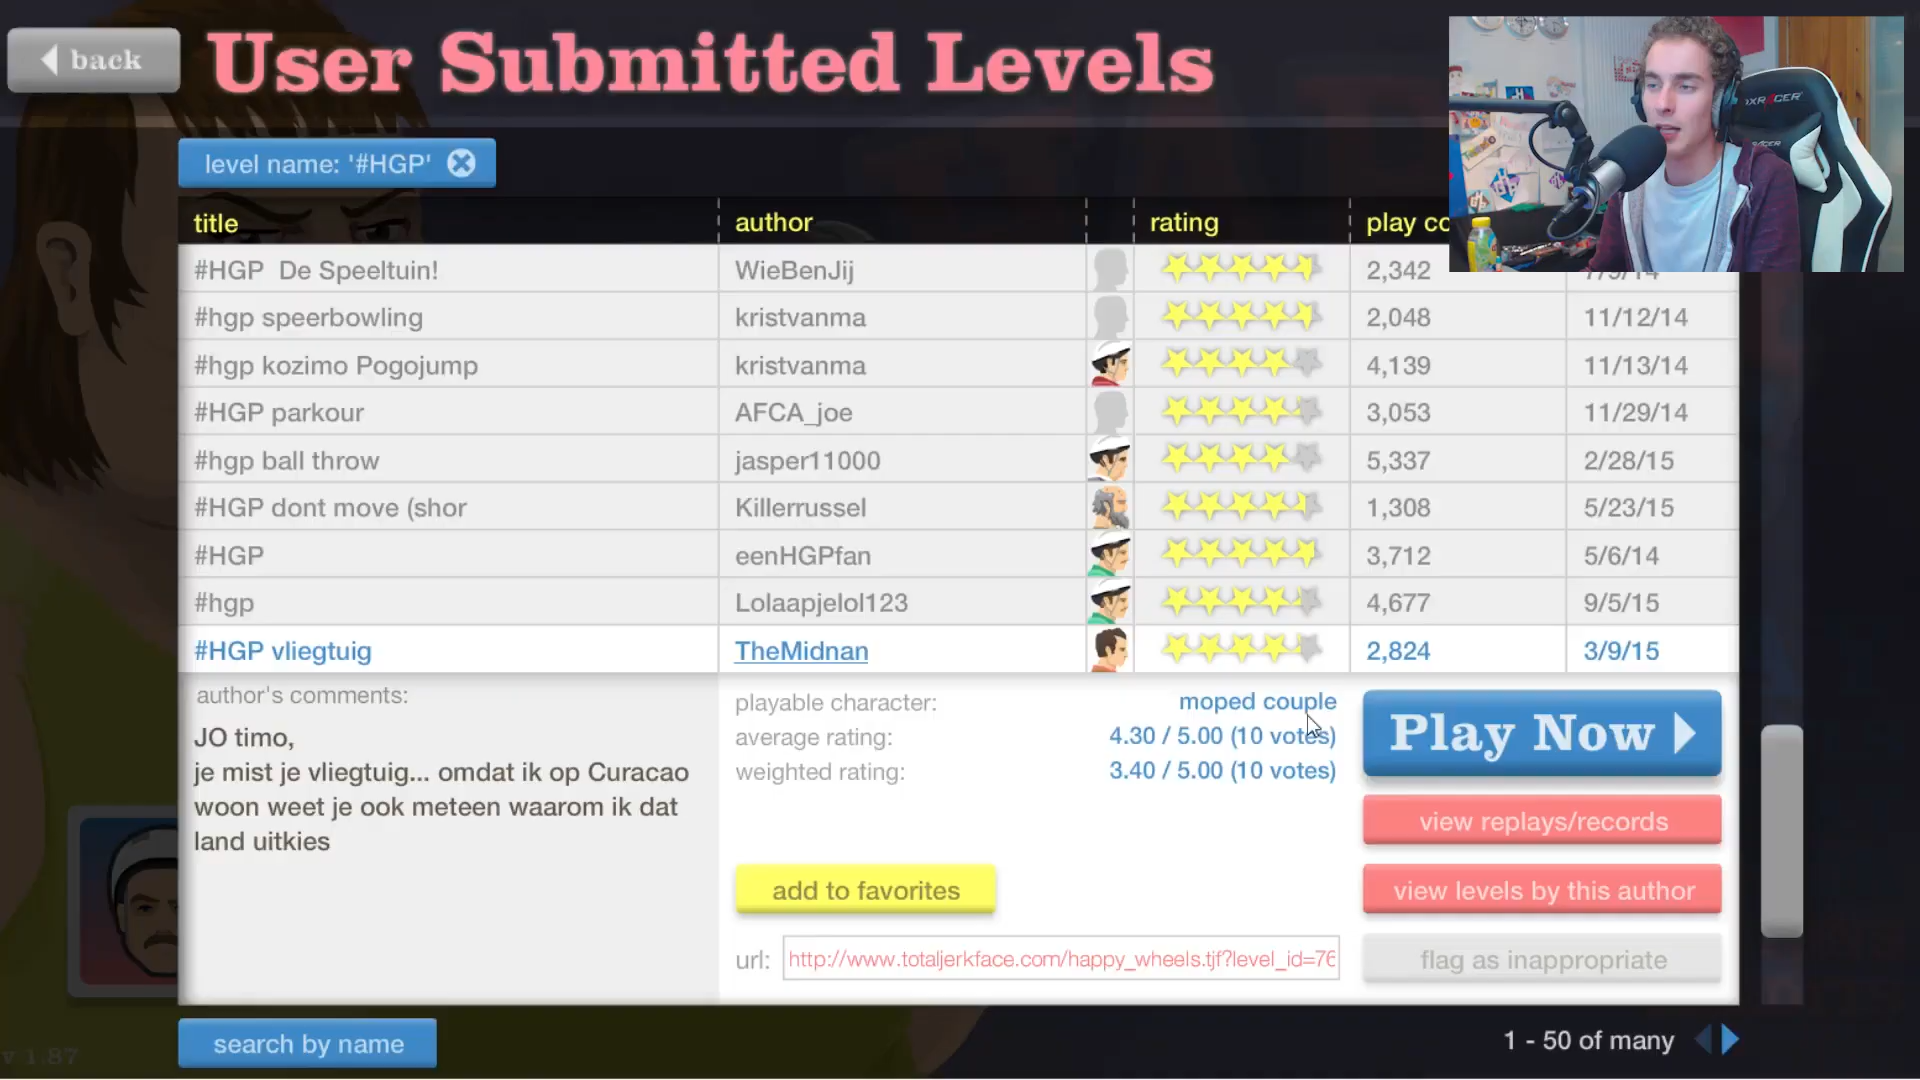 back
User Submitted Levels
level name: '#HGP'
title author rating play co
#HGP De Speeltuin! WieBenJij 2,342
#hgp speerbowling kristvanma 2,048 11/12/14
#hgp kozimo Pogojump kristvanma 4,139 11/13/14
#HGP parkour AFCA_joe 3,053 11/29/14
#hgp ball throw jasper11000 5,337 2/28/15
#HGP dont move (shor Killerrussel 1,308 5/23/15
#HGP eenHGPfan 3,712 5/6/14
#hgp Lolaapjelol123 4,677 9/5/15
#HGP vliegtuig TheMidnan 2,824 3/9/15
author's comments:
JO timo,
je mist je vliegtuig... omdat ik op Curacao
woon weet je ook meteen waarom ik dat
land uitkies
playable character: moped couple
average rating: 4.30 / 5.00 (10 votes)
weighted rating: 3.40 / 5.00 (10 votes)
add to favorites
url: http://www.totaljerkface.com/happy_wheels.tjf?level_id=76
Play Now
view replays/records
view levels by this author
flag as inappropriate
search by name
1 - 50 of many
v 1.87